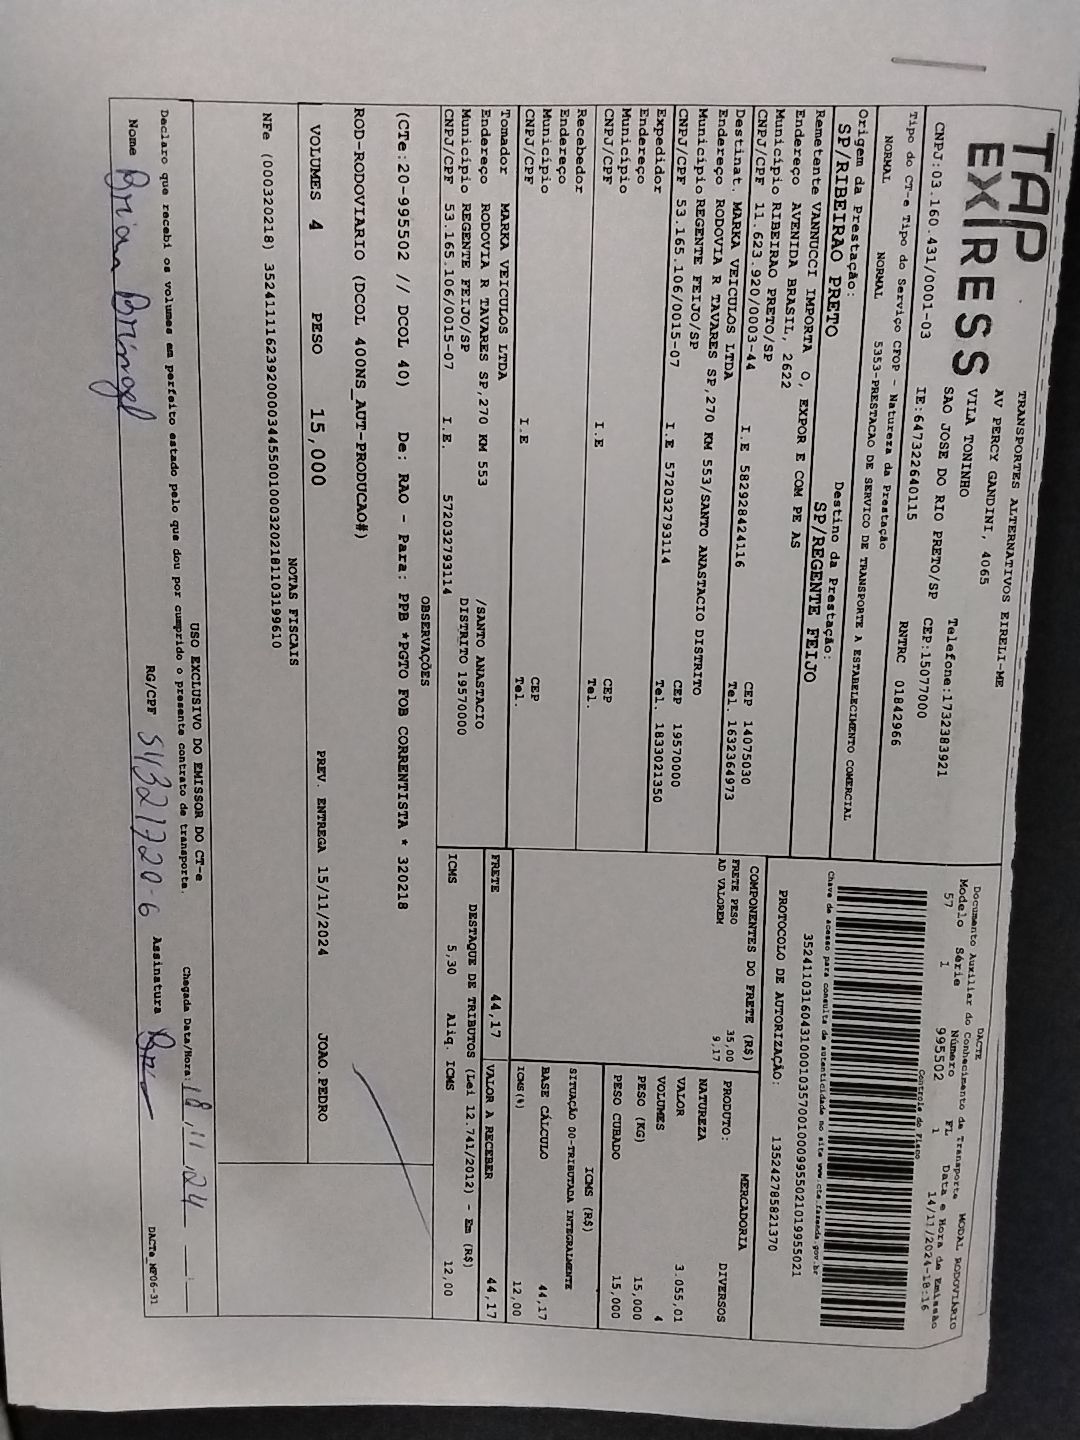 TAP
EXPRESS
TRANSPORTES ALTERNATIVOS EIRELI-ME
AV PERCY GANDINI, 4065
VILA TONINHO
SAO JOSE DO RIO PRETO/SP CEP:15077000
Telefone:1732383921
CNPJ:03.160.431/0001-03 IE:647322640115 RNTRC 01842966
Tipo do CT-e Tipo do Serviço CFOP - Natureza da Prestação
NORMAL NORMAL 5353-PRESTACAO DE SERVICO DE TRANSPORTE A ESTABELECIMENTO COMERCIAL
Origem da Prestação: Destino da Prestação:
SP/RIBEIRAO PRETO SP/REGENTE FEIJO
Remetente VANNUCCI IMPORTA O, EXPOR E COM PE AS
Endereço AVENIDA BRASIL, 2622
Município RIBEIRAO PRETO/SP CEP 14075030
CNPJ/CPF 11.623.920/0003-44 I.E 582928424116 Tel. 1632364973
Destinat. MARKA VEICULOS LTDA
Endereço RODOVIA R TAVARES SP,270 KM 553/SANTO ANASTACIO DISTRITO
Município REGENTE FEIJO/SP CEP 19570000
CNPJ/CPF 53.165.106/0015-07 I.E 572032793114 Tel. 1833021350
Expedidor
Endereço
Município CEP
CNPJ/CPF I.E Tel.
Recebedor
Endereço
Município CEP
CNPJ/CPF I.E Tel.
Tomador MARKA VEICULOS LTDA
Endereço RODOVIA R TAVARES SP,270 KM 553 /SANTO ANASTACIO
Município REGENTE FEIJO/SP DISTRITO 19570000
CNPJ/CPF 53.165.106/0015-07 I.E. 572032793114
DACTE
Documento Auxiliar do Conhecimento de Transporte MODAL RODOVIÁRIO
Modelo Série Número FL Data e Hora de Emissão
57 1 995502 1 14/11/2024-18:16
Controle do Fisco
Chave de acesso para consulta de autenticidade no site www.cte.fazenda.gov.br
35241103160431000103570010009955021019955021
PROTOCOLO DE AUTORIZAÇÃO: 135242785821370
COMPONENTES DO FRETE (R$)
FRETE PESO 35,00
AD VALOREM 9,17
MERCADORIA
PRODUTO: DIVERSOS
NATUREZA
VALOR 3.055,01
VOLUMES 4
PESO (KG) 15,000
PESO CUBADO 15,000
ICMS (R$)
SITUAÇÃO 00-TRIBUTADA INTEGRALMENTE
BASE CÁLCULO 44,17
ICMS(%) 12,00
FRETE 44,17 VALOR A RECEBER 44,17
DESTAQUE DE TRIBUTOS (Lei 12.741/2012) - Em (R$)
ICMS 5,30 Aliq. ICMS 12,00
OBSERVAÇÕES
(CTe:20-995502 // DCOL 40) De: RAO - Para: PPB *PGTO FOB CORRENTISTA * 320218
ROD-RODOVIARIO (DCOL 400NS_AUT-PRODUCAO#)
VOLUMES 4 PESO 15,000 PREV. ENTREGA 15/11/2024 JOAO.PEDRO
NOTAS FISCAIS
NFe (000320218) 35241111623920000344550010003202181103199610
USO EXCLUSIVO DO EMISSOR DO CT-e
Declaro que recebi os volumes em perfeito estado pelo que dou por cumprido o presente contrato de transporte. Chegada Data/Hora: 18,11,24
Nome Brian Bringel RG/CPF 54321720-6 Assinatura
DACTe_MF06-31